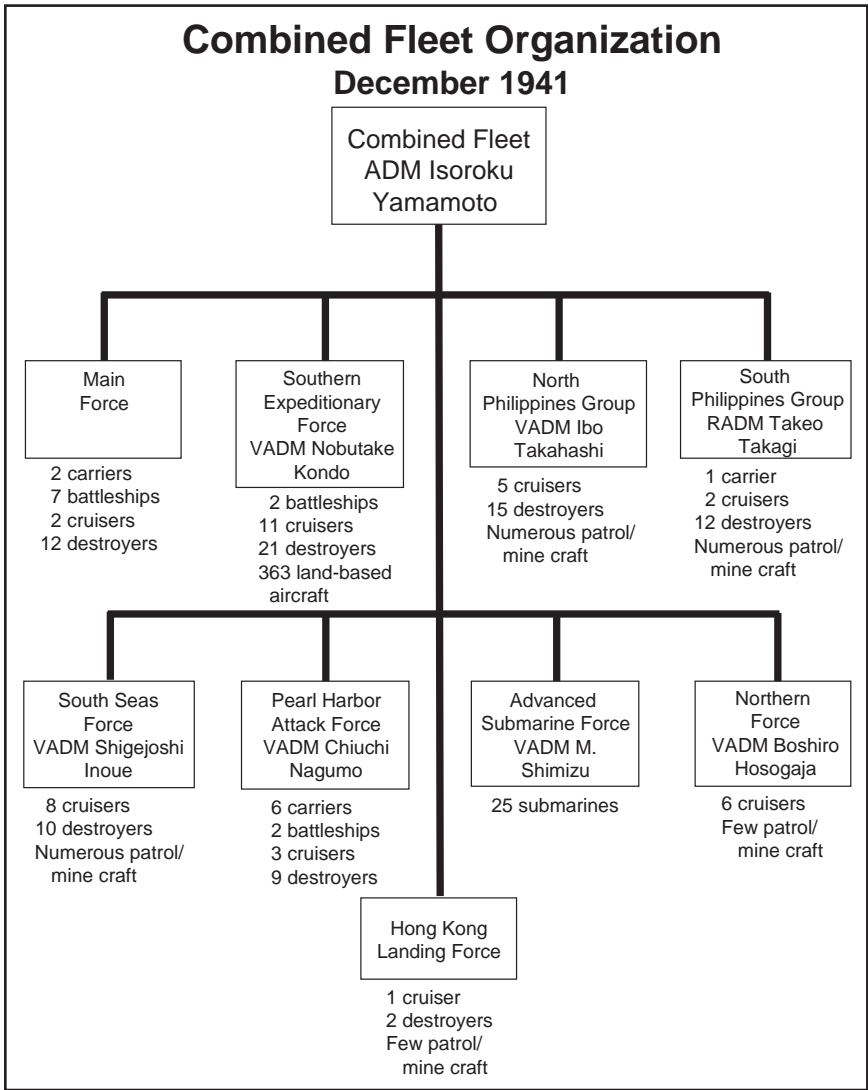 Combined Fleet Organization
December 1941
Combined Fleet
ADM Isoroku
Yamamoto
Main
Force
2 carriers
7 battleships
2 cruisers
12 destroyers
Southern
Expeditionary
Force
VADM Nobutake
Kondo
2 battleships
11 cruisers
21 destroyers
363 land-based
aircraft
North
Philippines Group
VADM Ibo
Takahashi
5 cruisers
15 destroyers
Numerous patrol/
mine craft
South
Philippines Group
RADM Takeo
Takagi
1 carrier
2 cruisers
12 destroyers
Numerous patrol/
mine craft
South Seas
Force
VADM Shigejoshi
Inoue
8 cruisers
10 destroyers
Numerous patrol/
mine craft
Pearl Harbor
Attack Force
VADM Chiuchi
Nagumo
6 carriers
2 battleships
3 cruisers
9 destroyers
Advanced
Submarine Force
VADM M.
Shimizu
25 submarines
Northern
Force
VADM Boshiro
Hosogaja
6 cruisers
Few patrol/
mine craft
Hong Kong
Landing Force
1 cruiser
2 destroyers
Few patrol/
mine craft